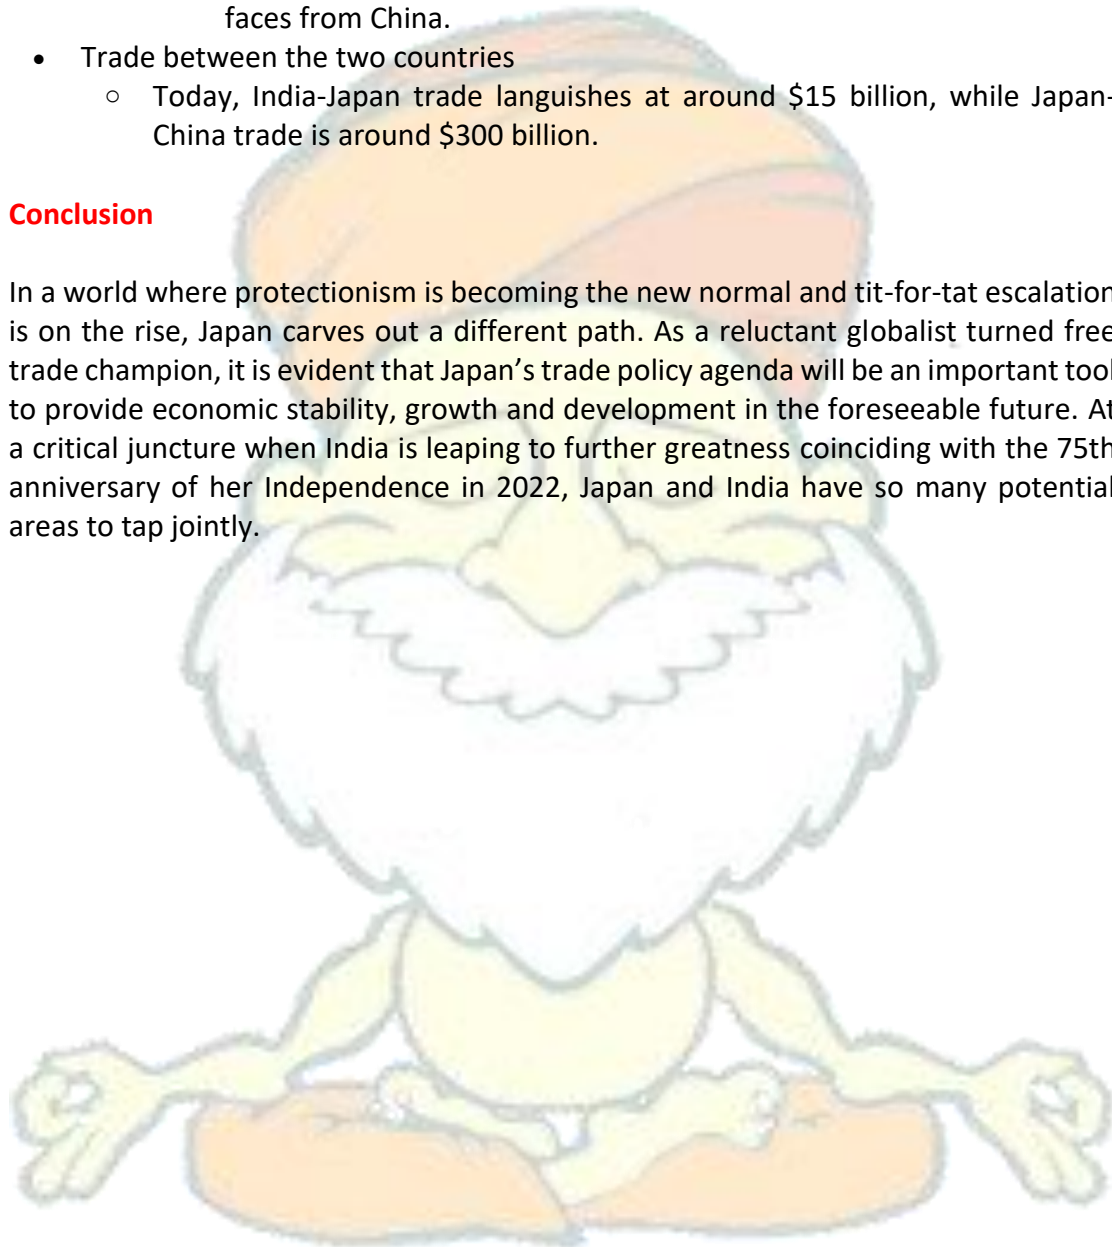 faces from China.
• Trade between the two countries
○ Today, India-Japan trade languishes at around $15 billion, while Japan-
China trade is around $300 billion.
Conclusion
In a world where protectionism is becoming the new normal and tit-for-tat escalation
is on the rise, Japan carves out a different path. As a reluctant globalist turned free
trade champion, it is evident that Japan’s trade policy agenda will be an important tool
to provide economic stability, growth and development in the foreseeable future. At
a critical juncture when India is leaping to further greatness coinciding with the 75th
anniversary of her Independence in 2022, Japan and India have so many potential
areas to tap jointly.